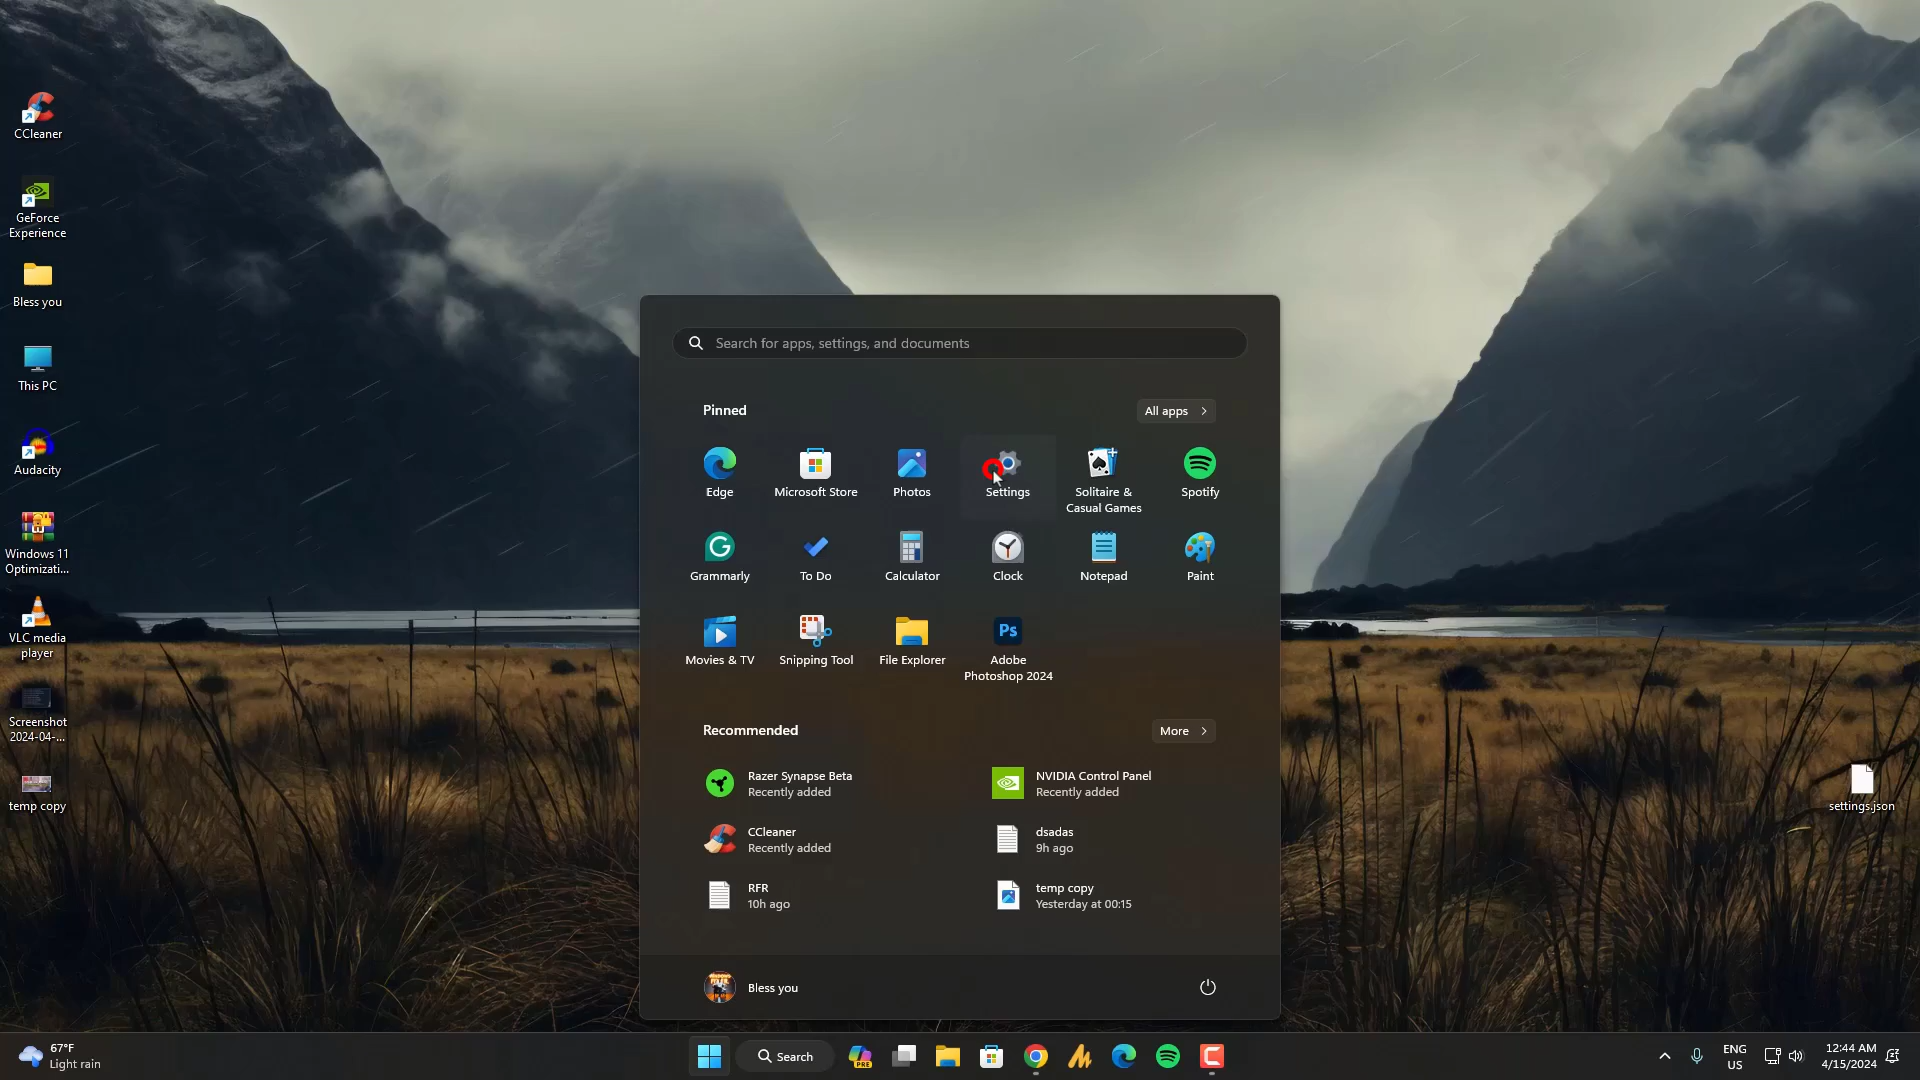 CCleaner
GeForce
Experience
Bless you
This PC
Audacity
Windows 11
Optimizati...
VLC media
player
Screenshot
2024-04-...
temp copy
Search for apps, settings, and documents
Pinned
All apps
Edge
Microsoft Store
Photos
Settings
Solitaire &
Casual Games
Spotify
Grammarly
To Do
Calculator
Clock
Notepad
Paint
Movies & TV
Snipping Tool
File Explorer
Ps
Adobe
Photoshop 2024
Recommended
More
Razer Synapse Beta
Recently added
NVIDIA Control Panel
Recently added
CCleaner
Recently added
dsadas
9h ago
RFR
10h ago
temp copy
Yesterday at 00:15
Bless you
settings.json
67°F
Light rain
Search
PRE
ENG
US
12:44 AM
4/15/2024